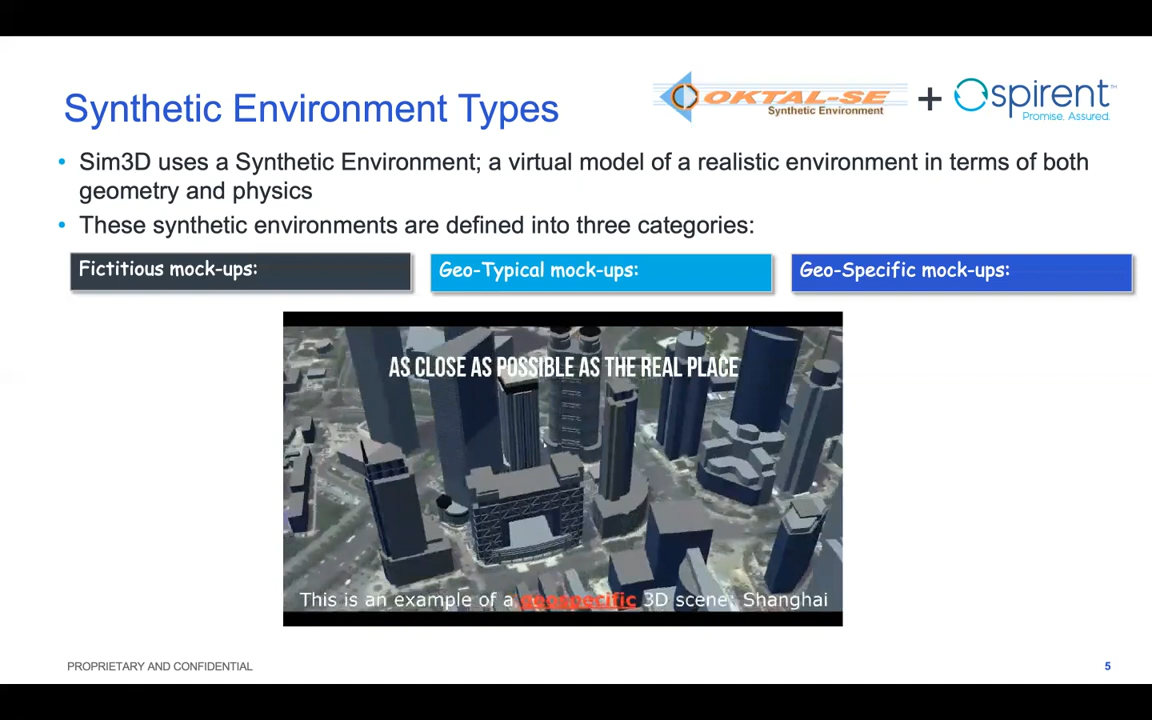 Synthetic Environment Types
OKTAL-SE
Synthetic Environment
+
spirent™
Promise. Assured.
• Sim3D uses a Synthetic Environment; a virtual model of a realistic environment in terms of both
geometry and physics
• These synthetic environments are defined into three categories:
Fictitious mock-ups:
Geo-Typical mock-ups:
Geo-Specific mock-ups:
AS CLOSE AS POSSIBLE AS THE REAL PLACE
This is an example of a geospecific 3D scene: Shanghai
PROPRIETARY AND CONFIDENTIAL
5